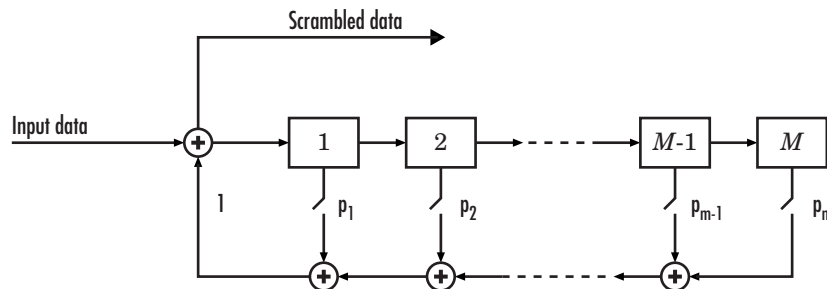 Scrambled data
Input data
1
2
M-1
M
1
p1
p2
pm-1